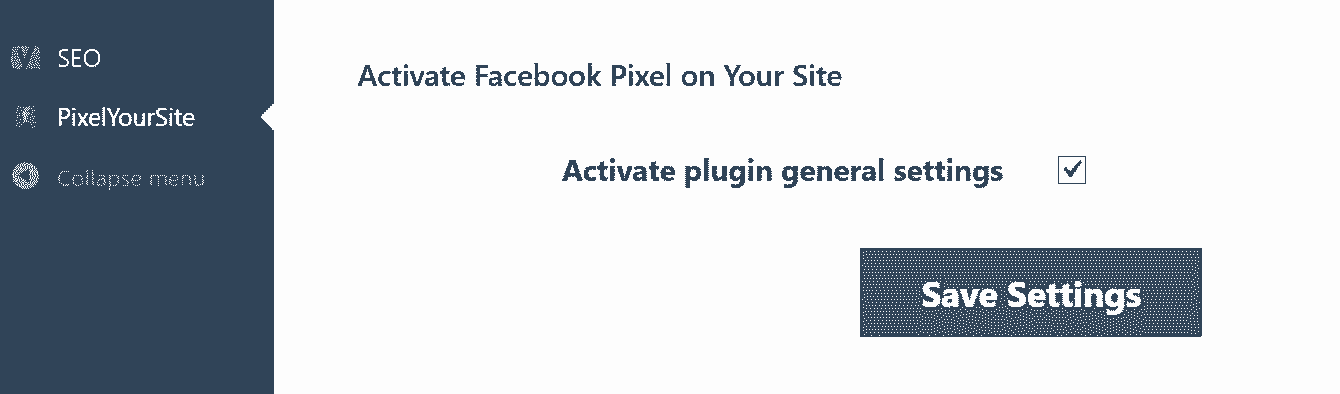 SEO
PixelYourSite
Collapse menu
Activate Facebook Pixel on Your Site
Activate plugin general settings
Save Settings